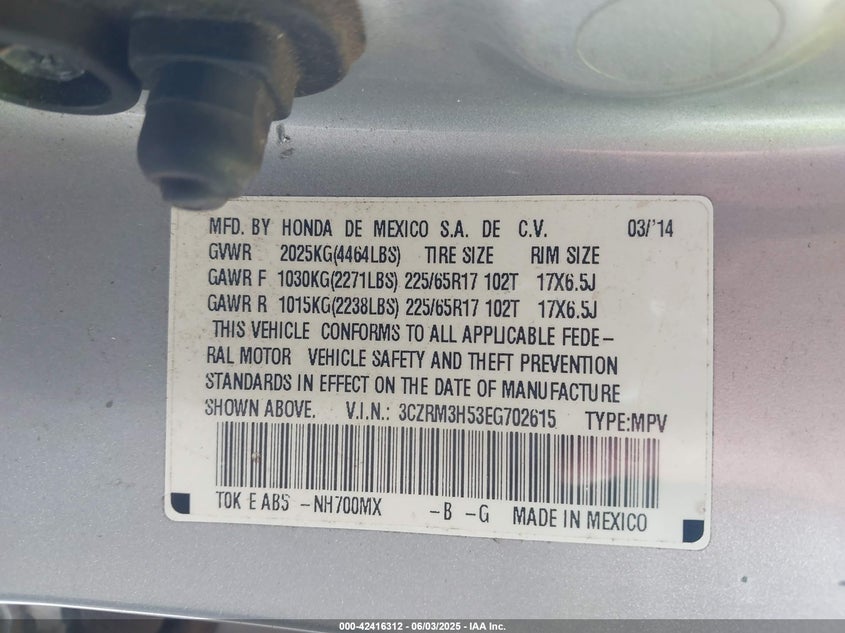 MFD. BY HONDA DE MEXICO S.A. DE C.V. 03/'14
GVWR 2025KG(4464LBS) TIRE SIZE RIM SIZE
GAWR F 1030KG(2271LBS) 225/65R17 102T 17X6.5J
GAWR R 1015KG(2238LBS) 225/65R17 102T 17X6.5J
THIS VEHICLE CONFORMS TO ALL APPLICABLE FEDE-
RAL MOTOR VEHICLE SAFETY AND THEFT PREVENTION
STANDARDS IN EFFECT ON THE DATE OF MANUFACTURE
SHOWN ABOVE. V.I.N.: 3CZRM3H53EG702615 TYPE:MPV
TOK E ABS -NH700MX -B -G MADE IN MEXICO
000-42416312 - 06/03/2025 - IAA Inc.